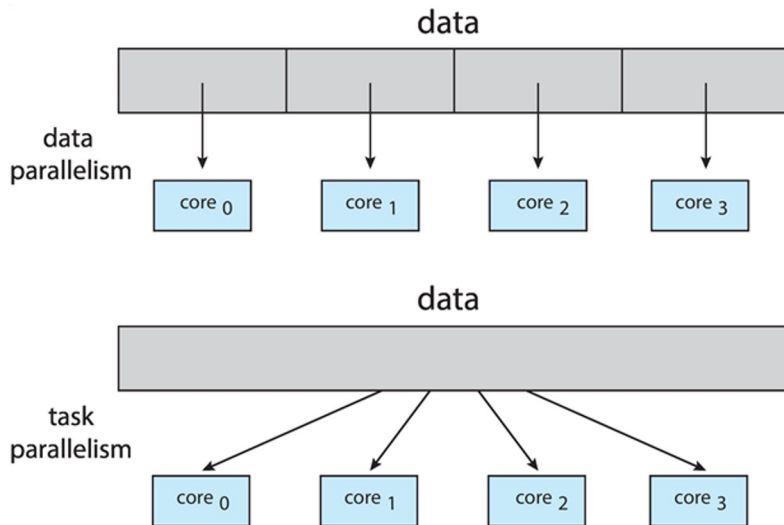 data
data
parallelism
core 0
core 1
core 2
core 3
data
task
parallelism
core 0
core 1
core 2
core 3